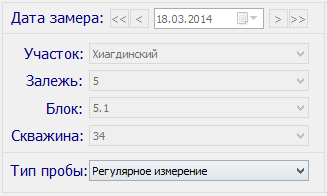 Дата замера: << < 18.03.2014 > >>
Участок: Хиагдинский
Залежь: 5
Блок: 5.1
Скважина: 34
Тип пробы: Регулярное измерение